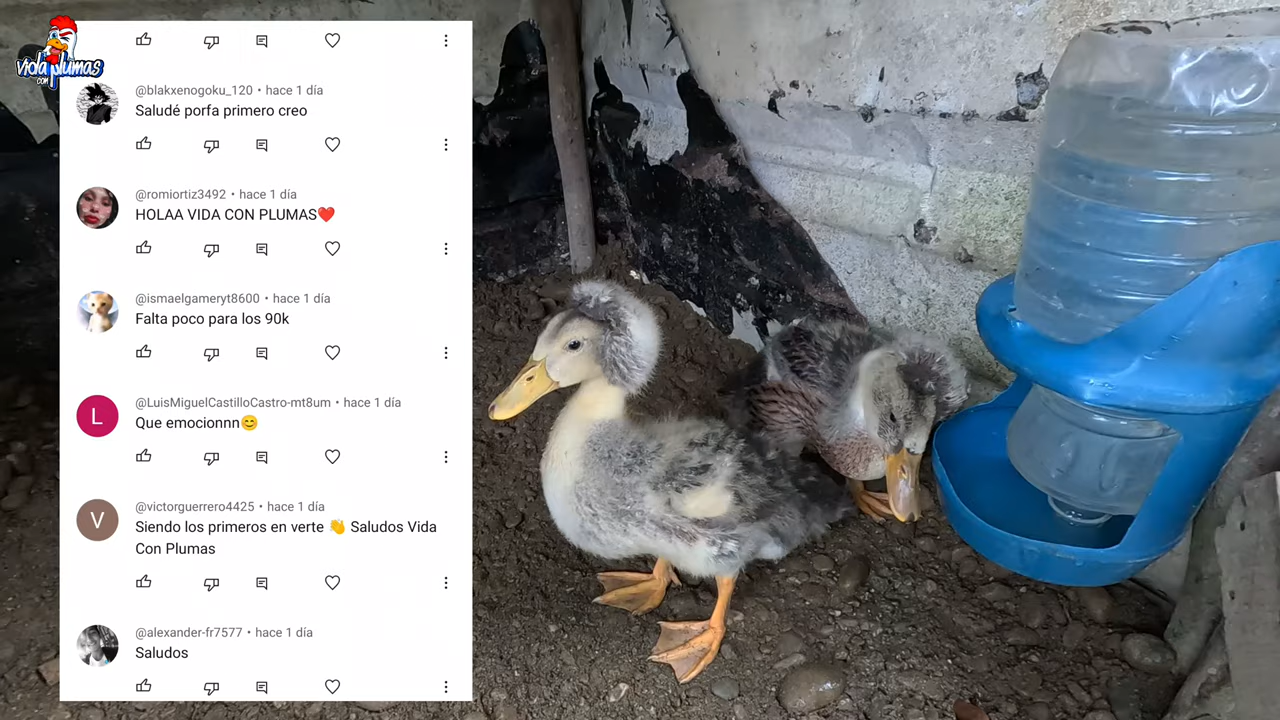 vida
con plumas
@blakxenogoku_120 • hace 1 día
Saludé porfa primero creo
@romiortiz3492 • hace 1 día
HOLAA VIDA CON PLUMAS❤️
@ismaelgameryt8600 • hace 1 día
Falta poco para los 90k
@LuisMiguelCastilloCastro-mt8um • hace 1 día
L
Que emocionnn😊
@victorguerrero4425 • hace 1 día
V
Siendo los primeros en verte 👋 Saludos Vida
Con Plumas
@alexander-fr7577 • hace 1 día
Saludos